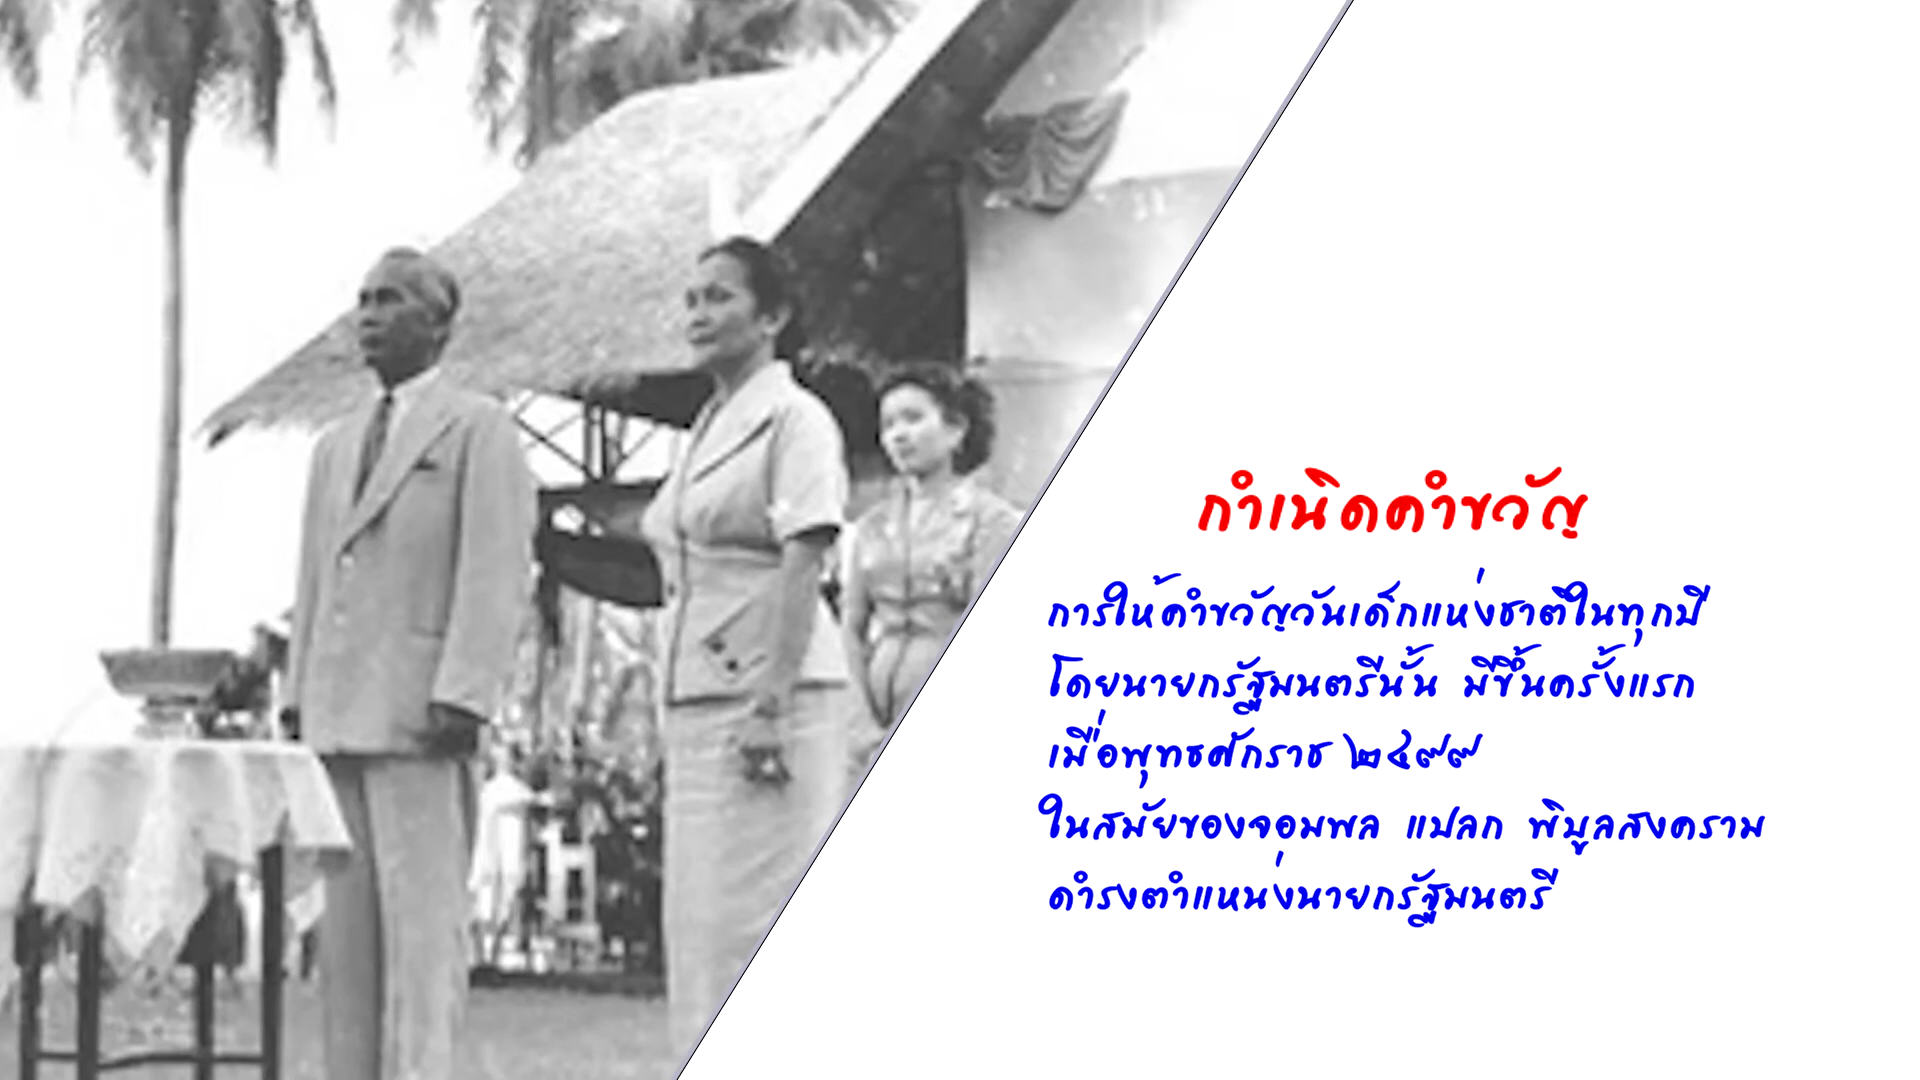 กำเนิดคำขวัญ
การให้คำขวัญวันเด็กแห่งชาติในทุกปี
โดยนายกรัฐมนตรีนั้น มีขึ้นครั้งแรก
เมื่อพุทธศักราช ๒๔๙๙
ในสมัยของจอมพล แปลก พิบูลสงคราม
ดำรงตำแหน่งนายกรัฐมนตรี